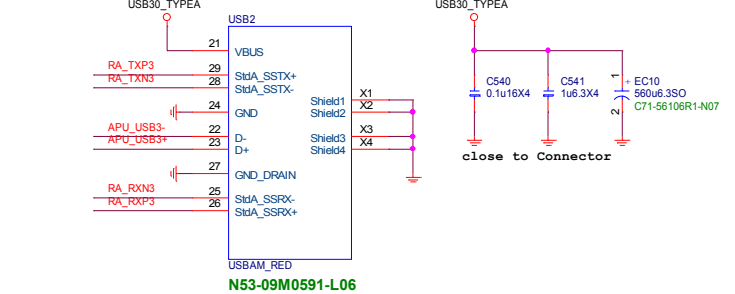 USB30_TYPEA
USB2
21
VBUS
RA_TXP3
29
StdA_SSTX+
RA_TXN3
28
StdA_SSTX-
24
GND
APU_USB3-
22
D-
APU_USB3+
23
D+
27
GND_DRAIN
RA_RXN3
25
StdA_SSRX-
RA_RXP3
26
StdA_SSRX+
Shield1
X1
Shield2
X2
Shield3
X3
Shield4
X4
USBAM_RED
N53-09M0591-L06
USB30_TYPEA
C540
0.1u16X4
C541
1u6.3X4
1
+
EC10
560u6.3SO
2
C71-56106R1-N07
close to Connector